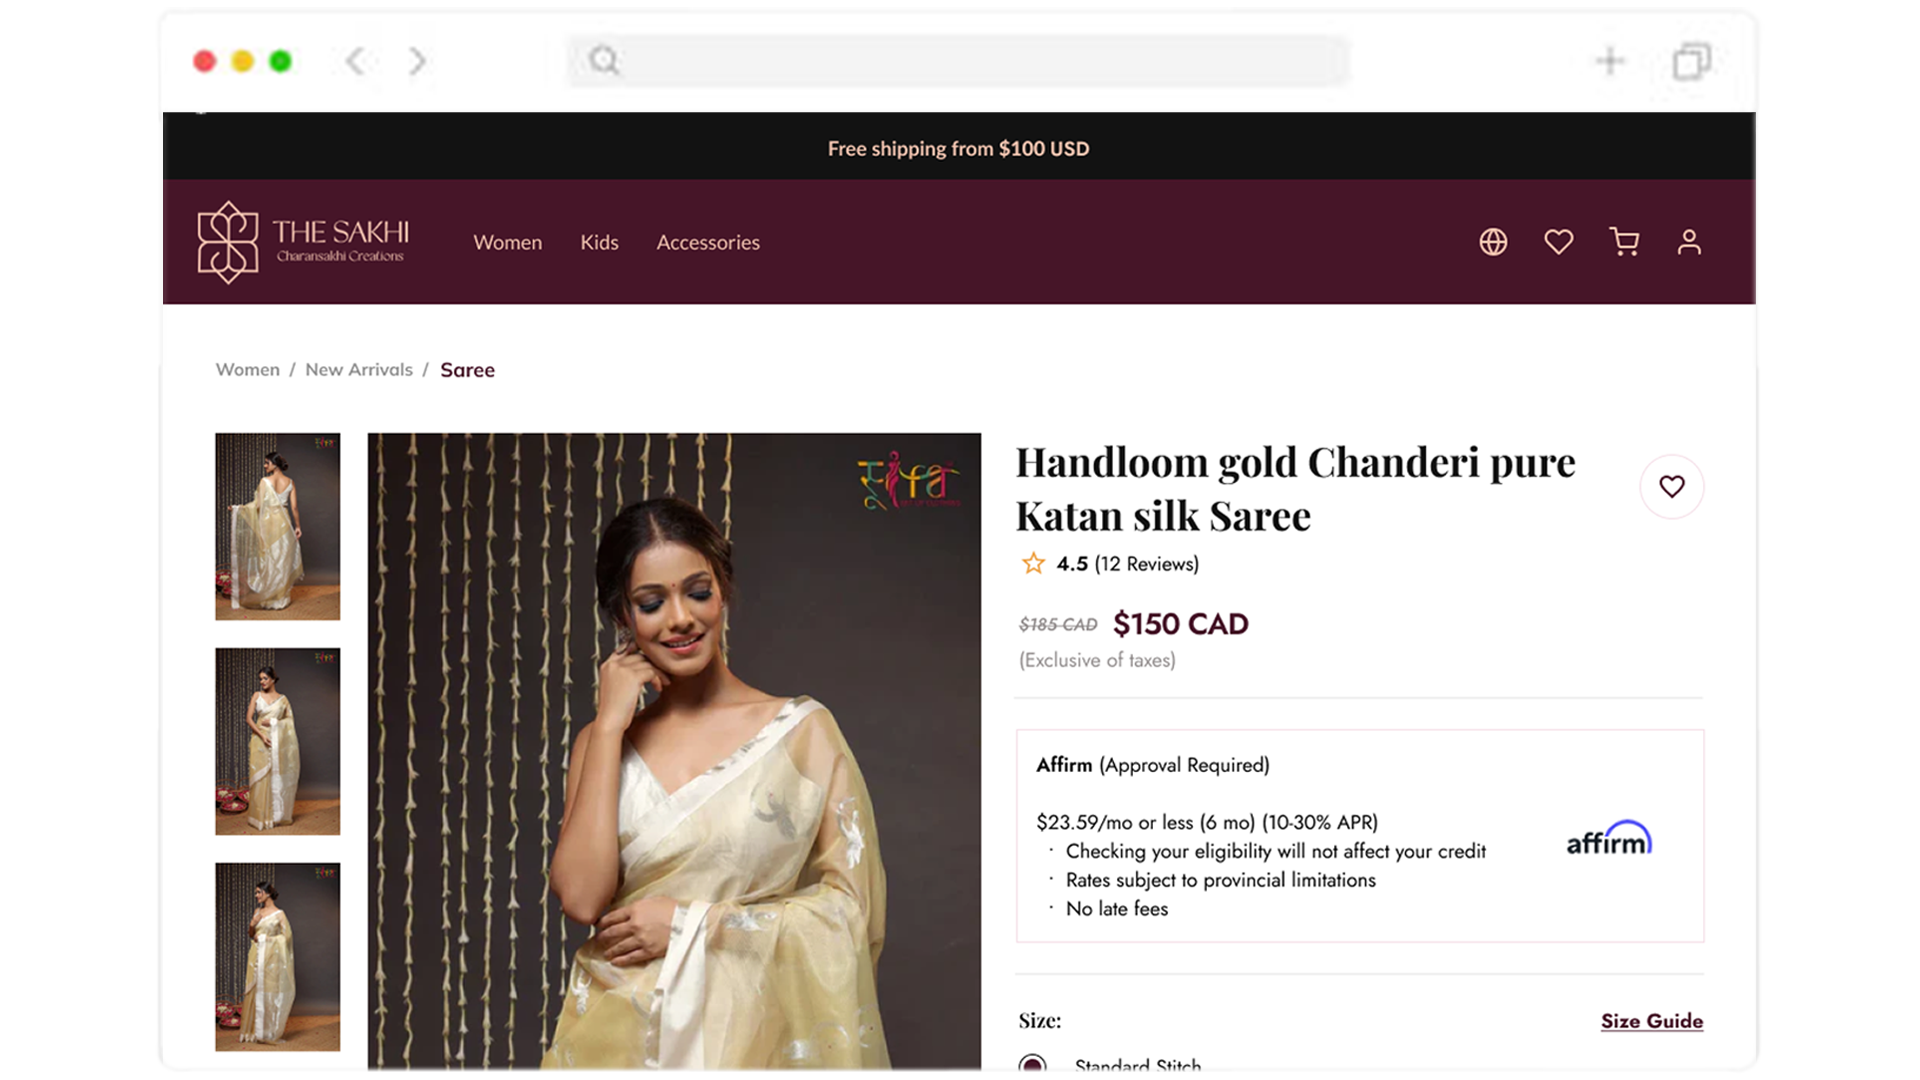 Free shipping from $100 USD
THE SAKHI
Charansakhi Creations
Women
Kids
Accessories
Women / New Arrivals / Saree
Handloom gold Chanderi pure
Katan silk Saree
4.5 (12 Reviews)
$185 CAD $150 CAD
(Exclusive of taxes)
Affirm (Approval Required)
$23.59/mo or less (6 mo) (10-30% APR)
· Checking your eligibility will not affect your credit
· Rates subject to provincial limitations
· No late fees
affirm
Size:
Size Guide
Standard Stitch